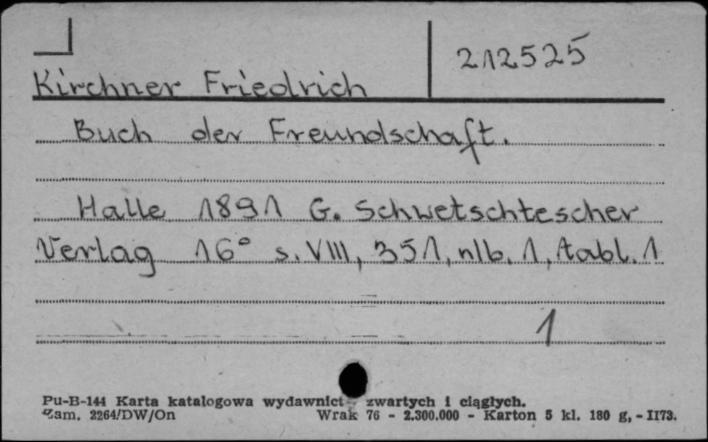 212525
Kirchner Friedrich
Buch der Freundschaft.
Halle 1891 G. Schwetschtescher
Verlag 16° s. VIII, 351, nlb. 1, tabl. 1
1
Pu-B-144 Karta katalogowa wydawnict zwartych i ciągłych.
Zam. 2264/DW/On Wrak 76 - 2.300.000 - Karton 5 kl. 180 g, - II73.